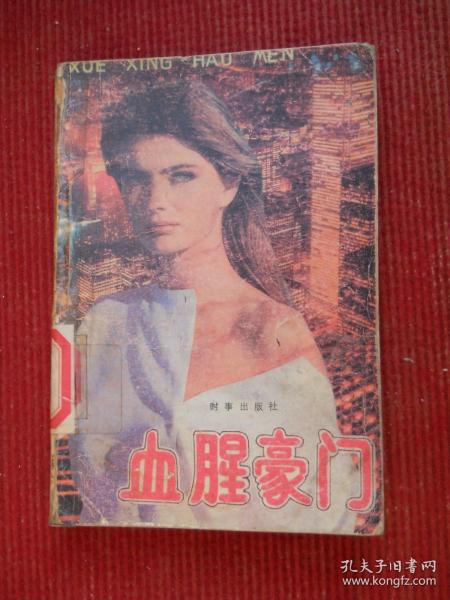 XUE XING HAO MEN
时事出版社
血腥豪门
孔夫子旧书网
www.kongfz.com